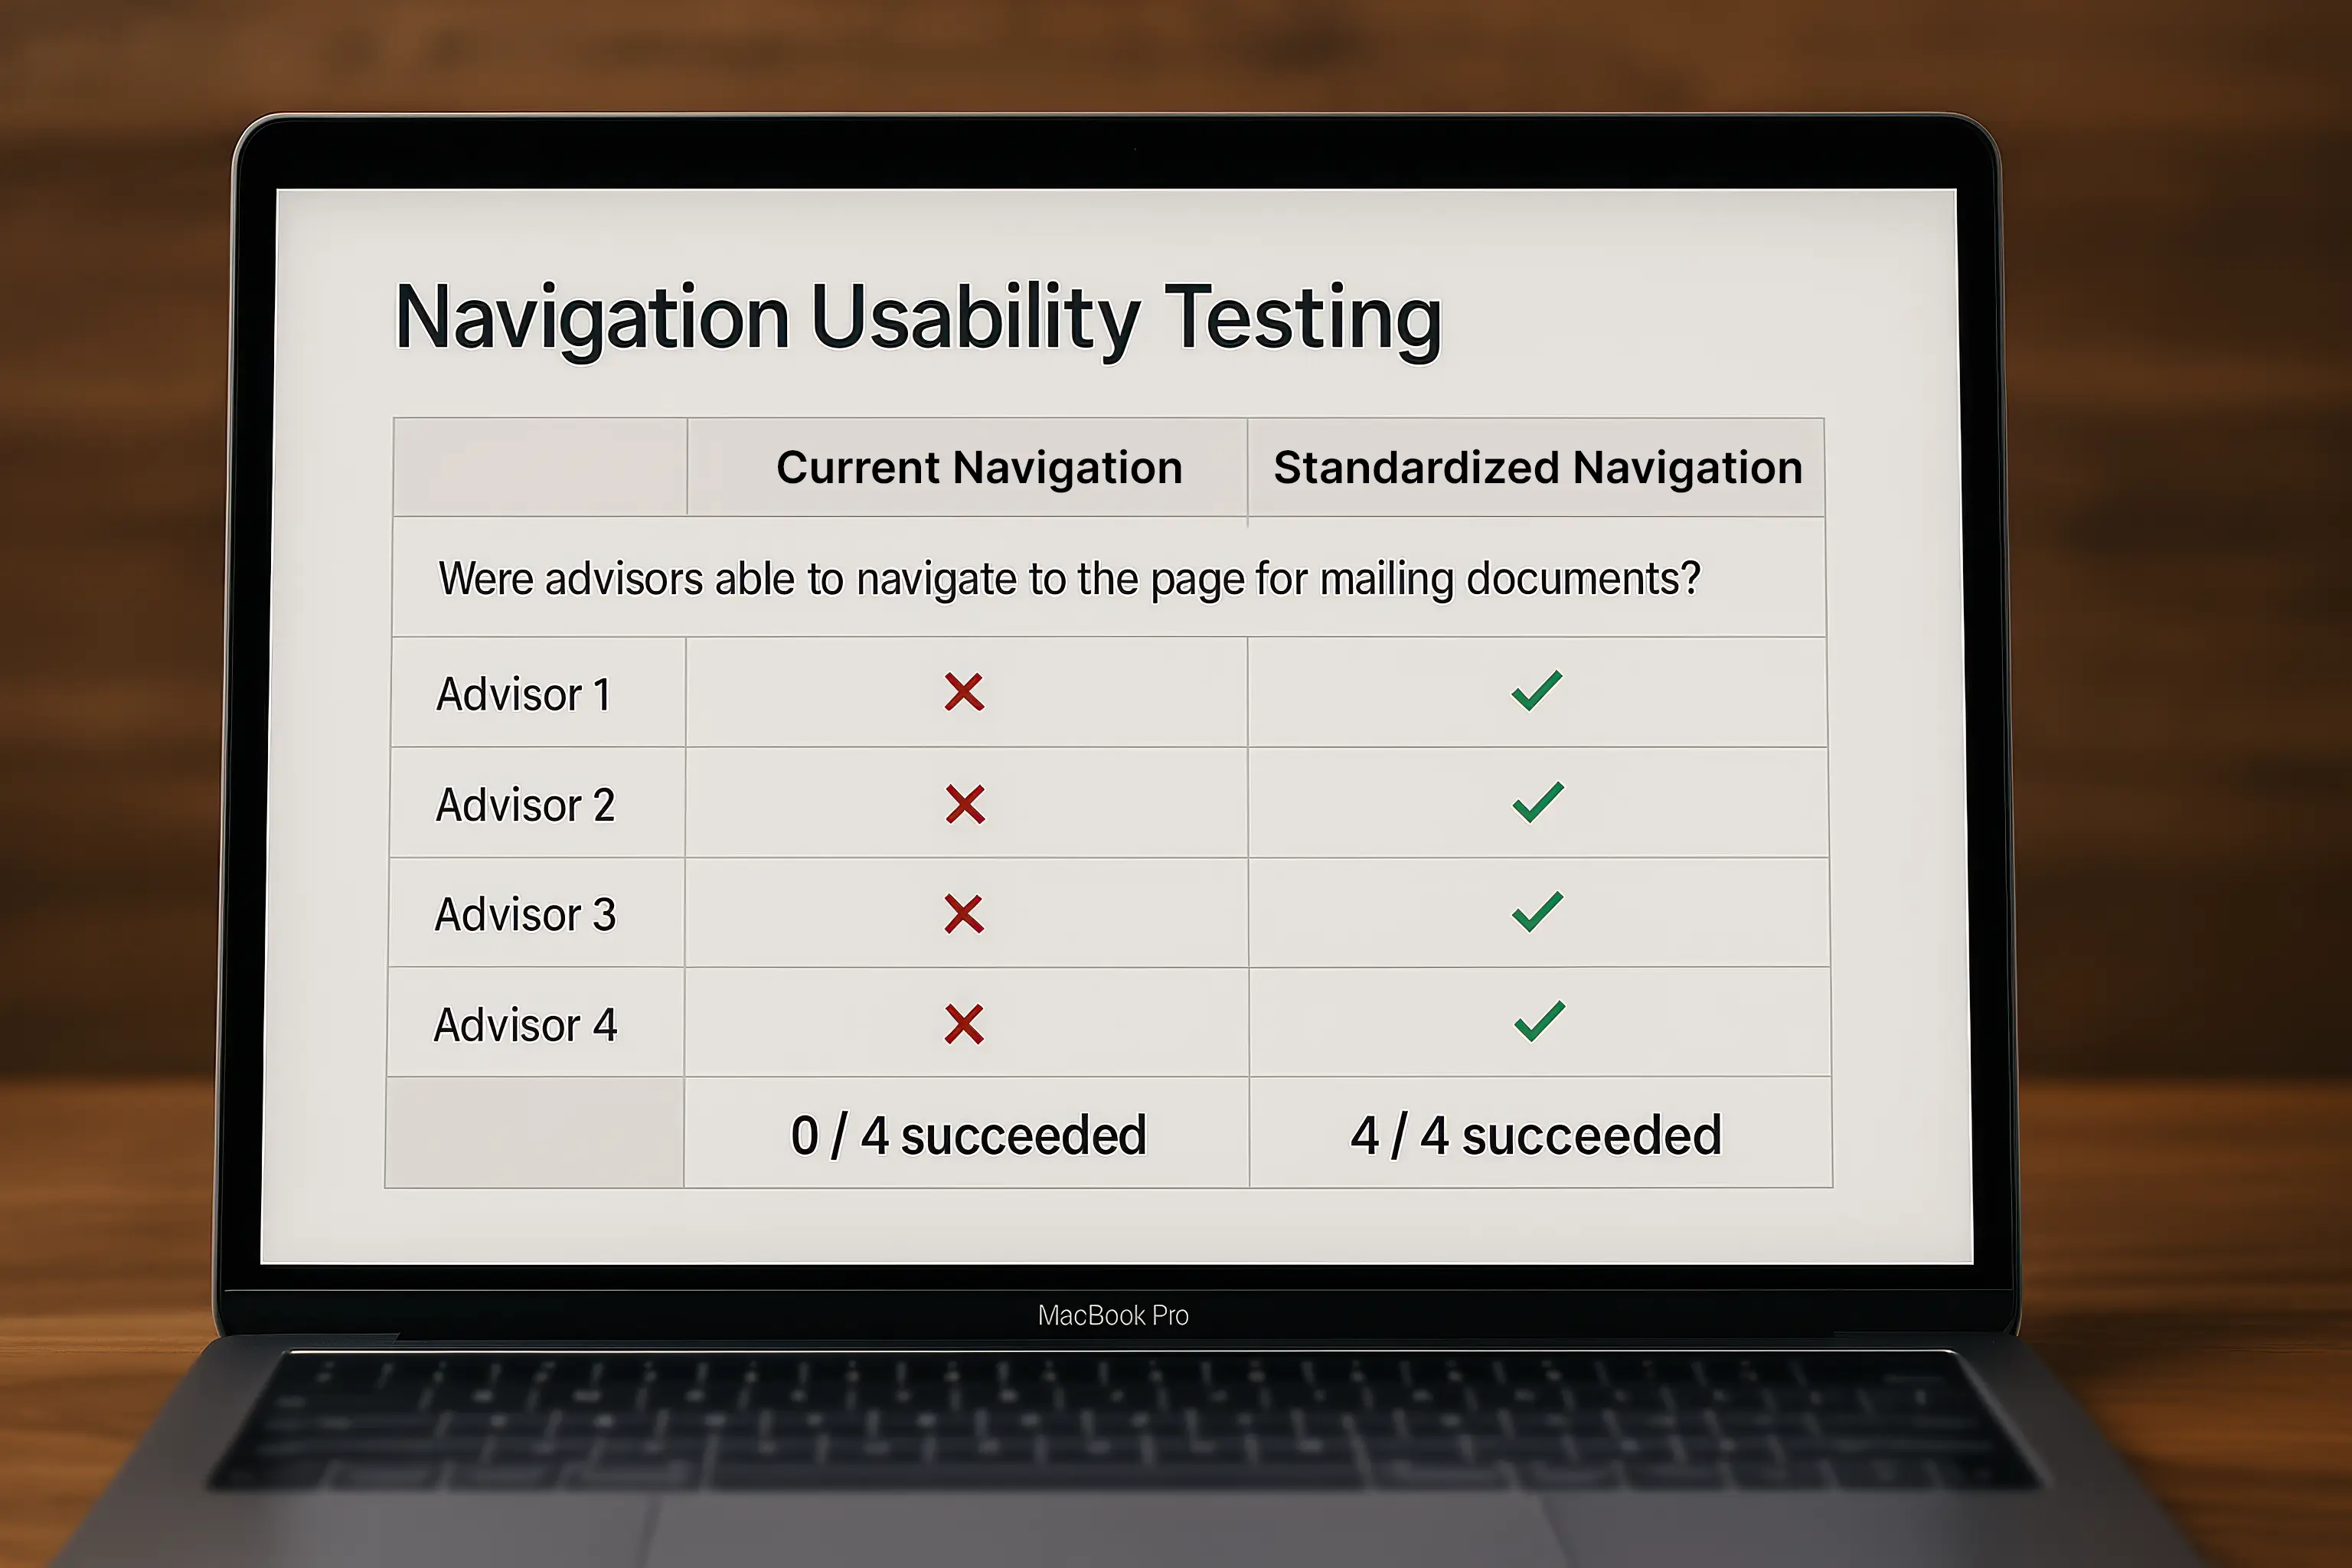 Navigation Usability Testing
Current Navigation Standardized Navigation
Were advisors able to navigate to the page for mailing documents?
Advisor 1 ✗ ✓
Advisor 2 ✗ ✓
Advisor 3 ✗ ✓
Advisor 4 ✗ ✓
0 / 4 succeeded 4 / 4 succeeded
MacBook Pro